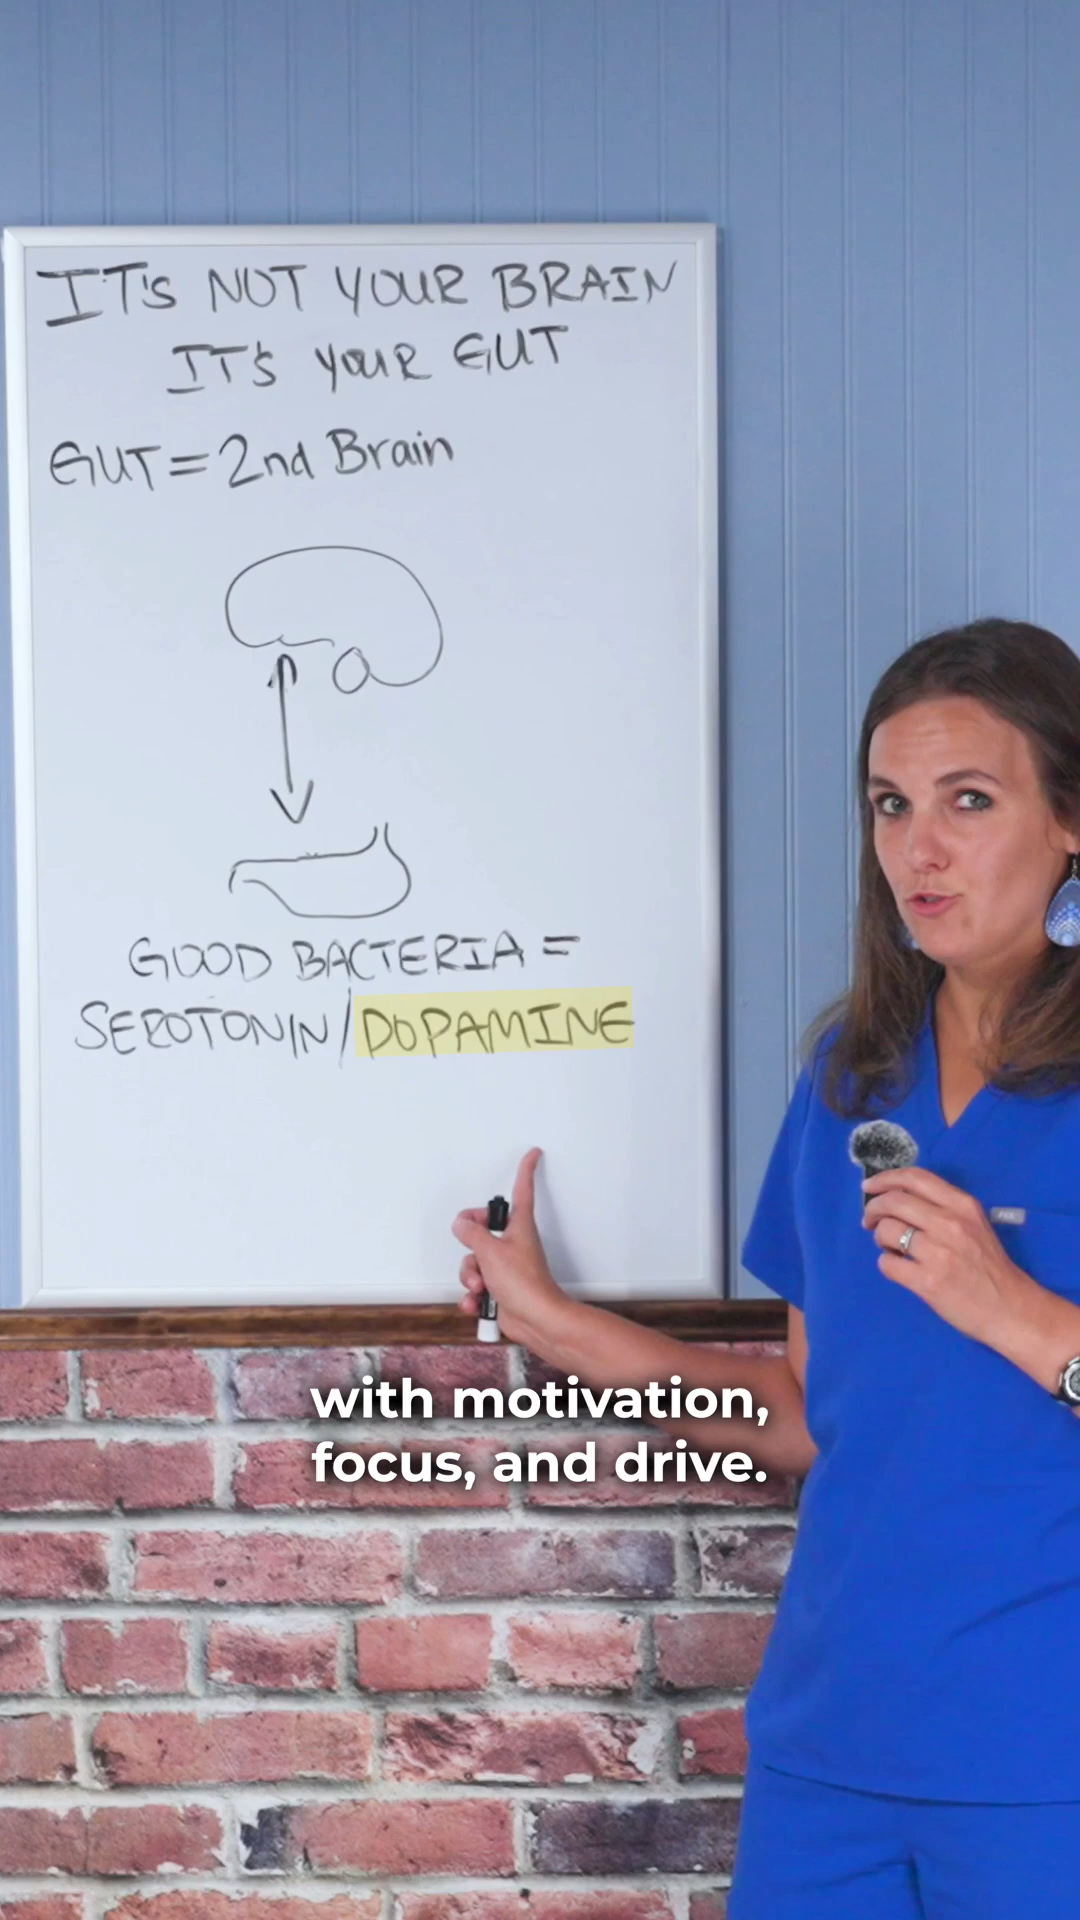 IT'S NOT YOUR BRAIN
IT'S YOUR GUT
GUT = 2nd Brain
GOOD BACTERIA =
SEROTONIN/DOPAMINE
with motivation,
focus, and drive.